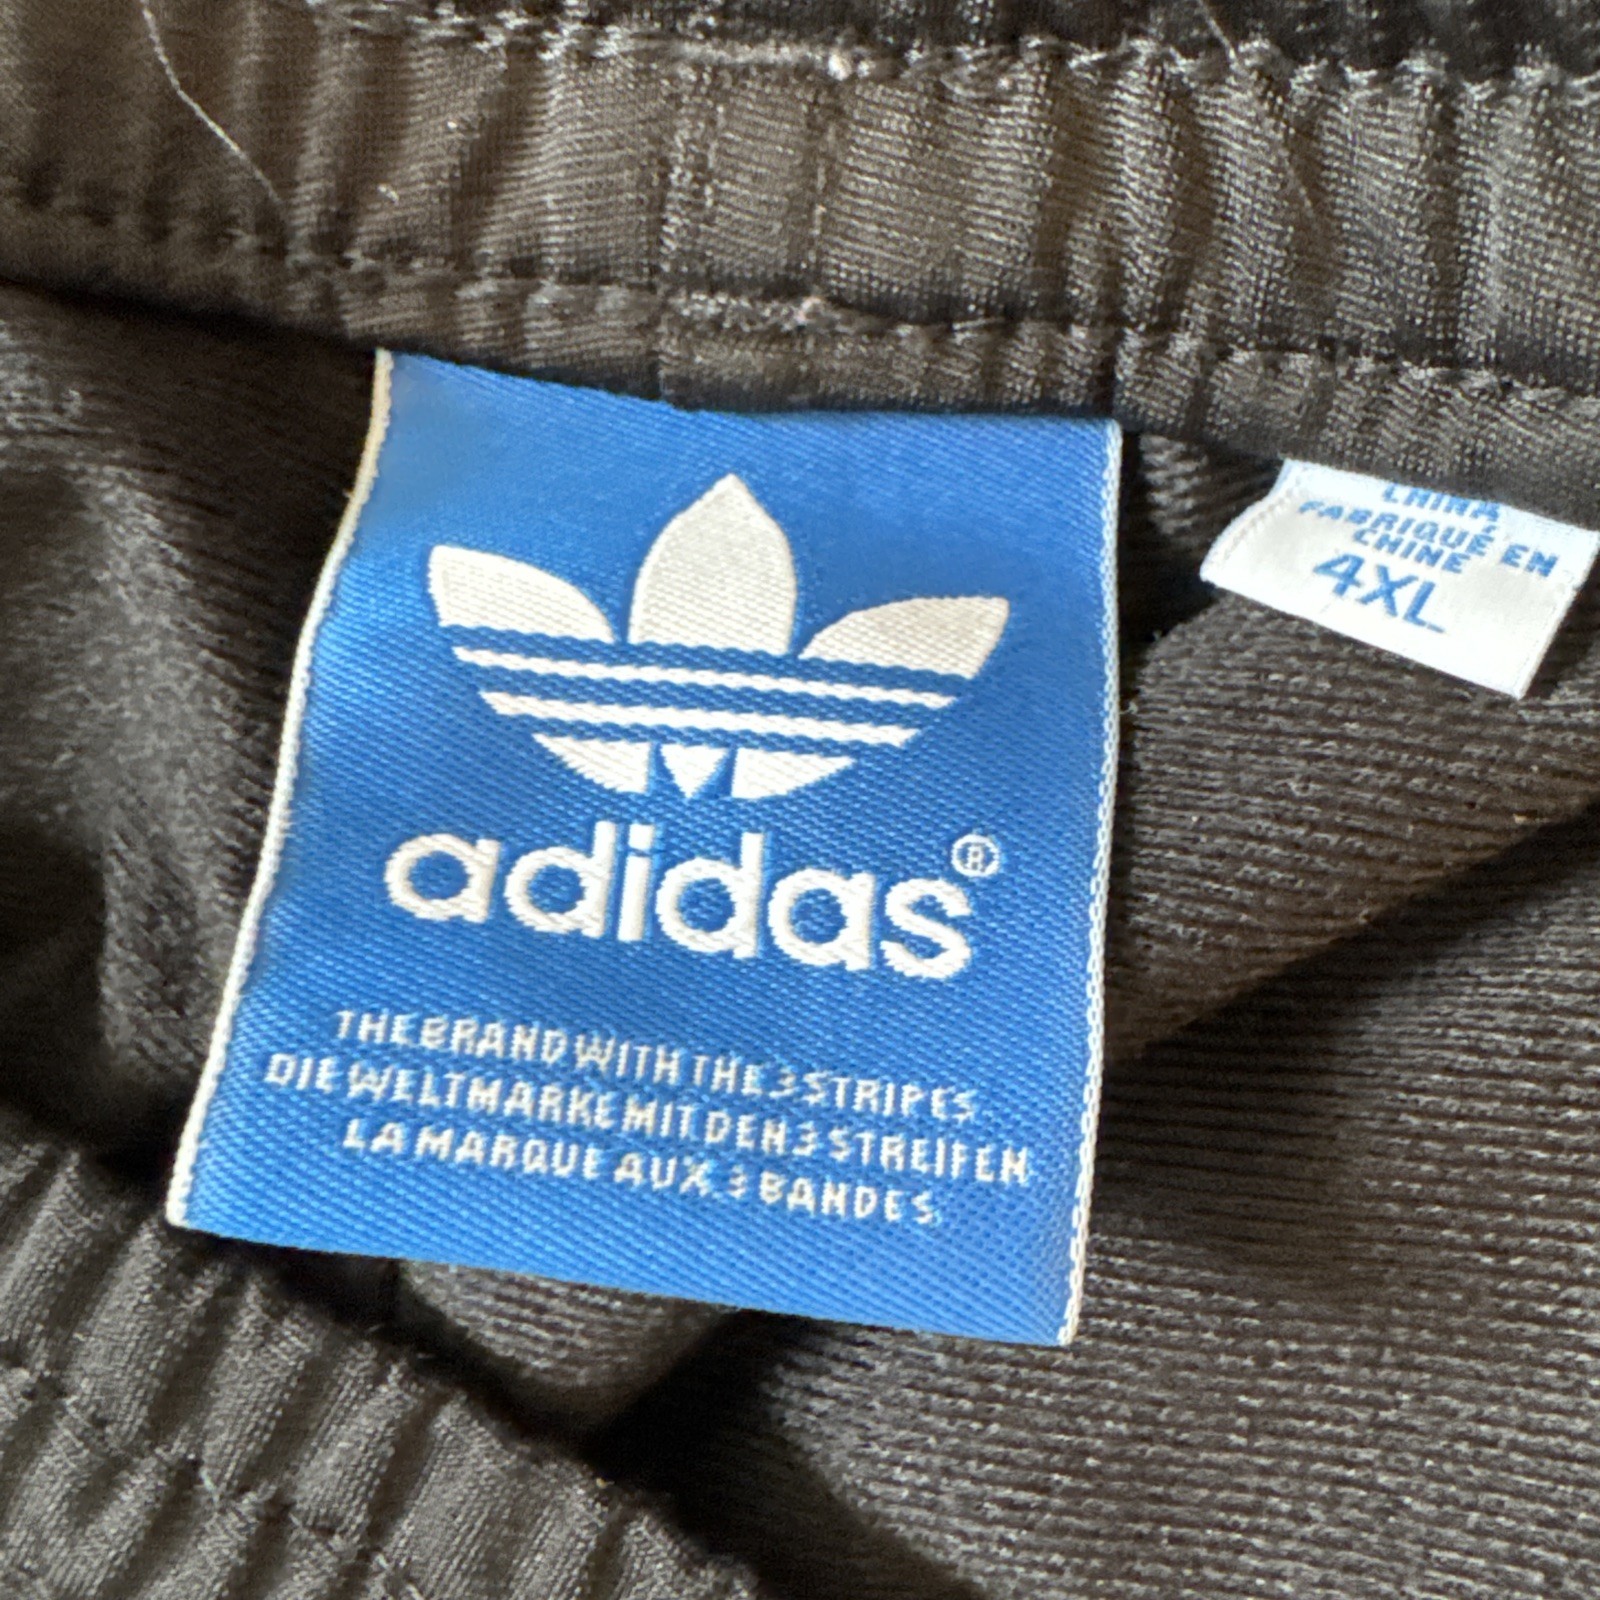 adidas®
THE BRAND WITH THE 3 STRIPES
DIE WELTMARKE MIT DEN 3 STREIFEN
LA MARQUE AUX 3 BANDES
CHINA
FABRIQUÉ EN
CHINE
4XL